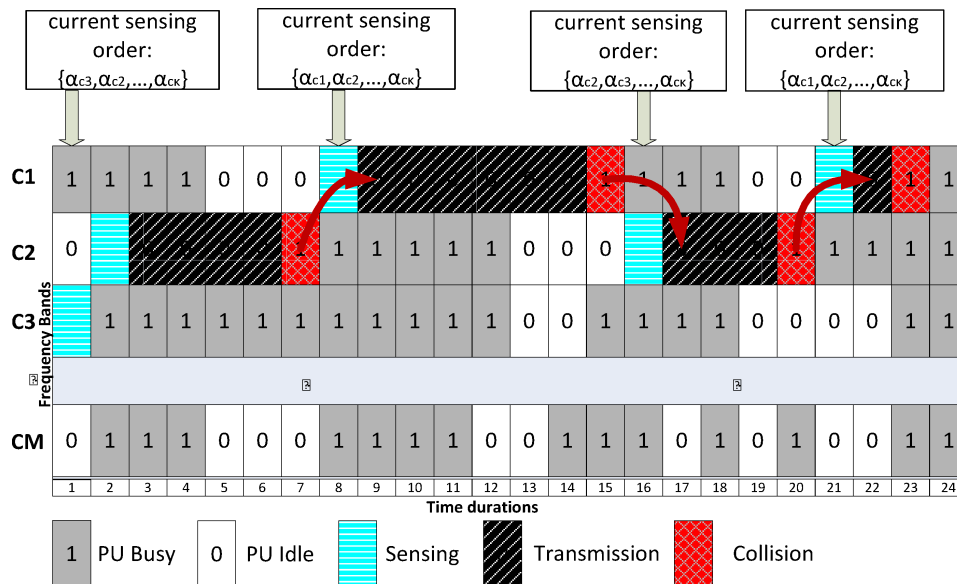 current sensing order:
{αc3,αc2,...,αcκ}
current sensing order:
{αc1,αc2,...,αcκ}
current sensing order:
{αc2,αc3,...,αcκ}
current sensing order:
{αc1,αc2,...,αcκ}
C1 1 1 1 1 0 0 0 1 1 1 1 0 0 1 1
C2 0 1 1 1 1 1 1 0 0 0 1 1 1 1 1
C3 1 1 1 1 1 1 1 1 1 1 1 0 0 1 1 1 1 0 0 0 0 1 1
CM 0 1 1 1 0 0 0 1 1 1 1 0 0 1 1 1 0 1 0 1 0 0 1 1
Frequency Bands
1 2 3 4 5 6 7 8 9 10 11 12 13 14 15 16 17 18 19 20 21 22 23 24
Time durations
1 PU Busy 0 PU Idle Sensing Transmission Collision